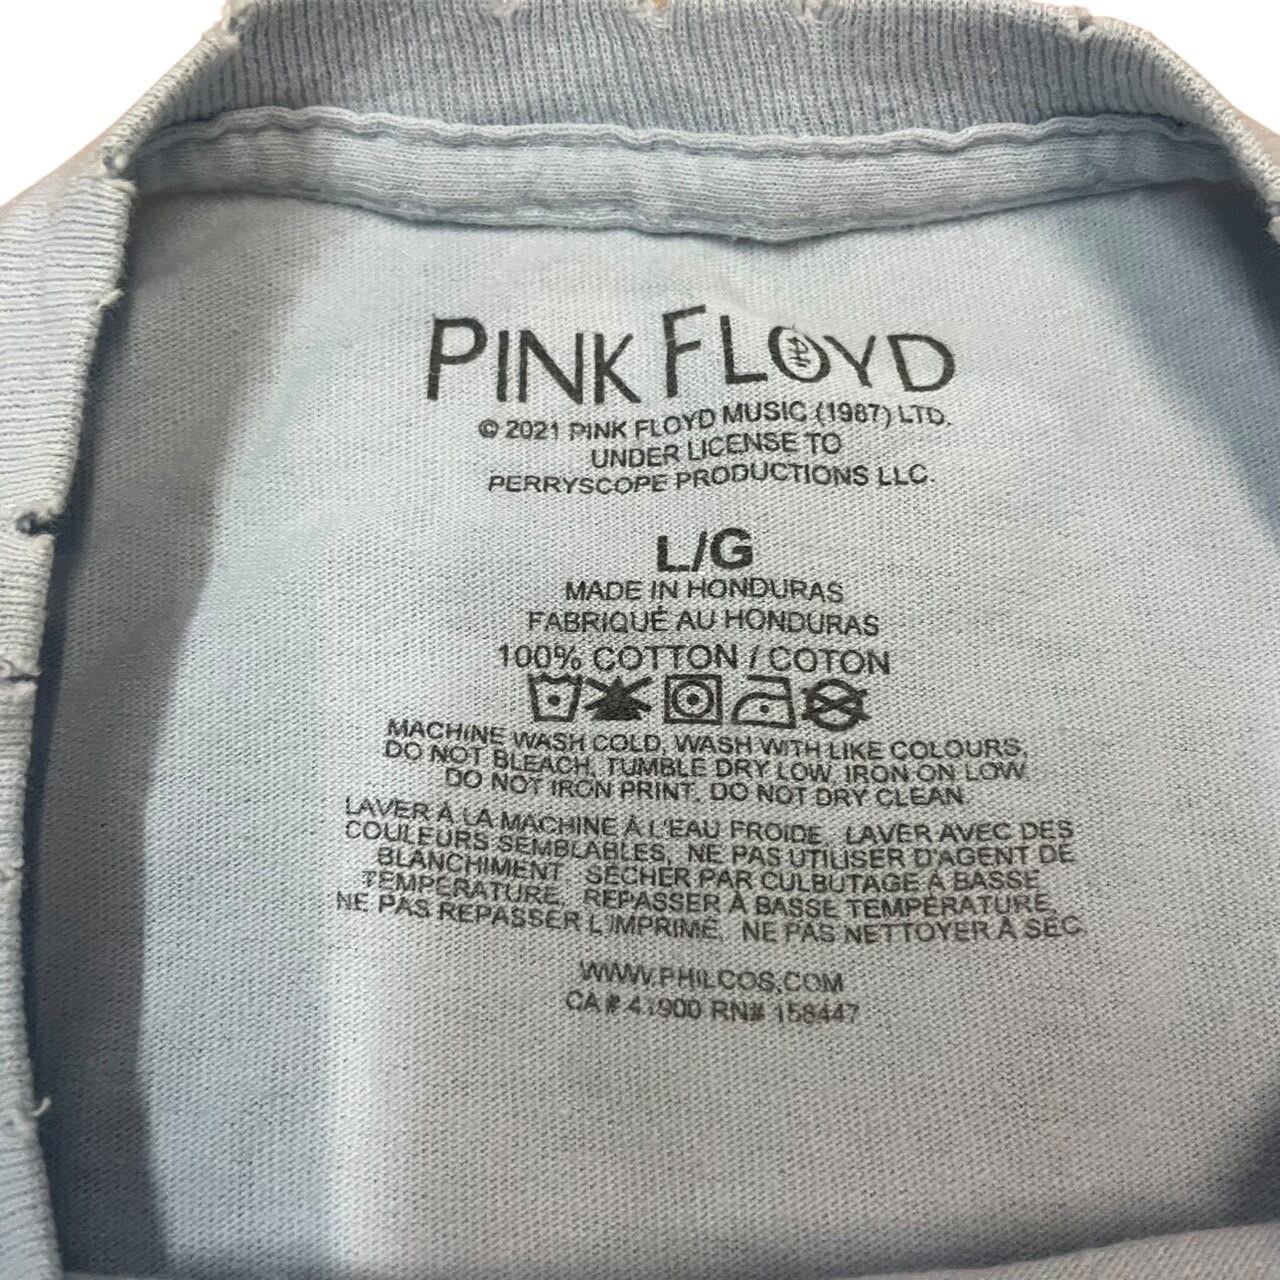 PINK FLOYD
© 2021 PINK FLOYD MUSIC (1987) LTD.
UNDER LICENSE TO
PERRYSCOPE PRODUCTIONS LLC.
L/G
MADE IN HONDURAS
FABRIQUÉ AU HONDURAS
100% COTTON / COTON
MACHINE WASH COLD, WASH WITH LIKE COLOURS,
DO NOT BLEACH, TUMBLE DRY LOW, IRON ON LOW
DO NOT IRON PRINT, DO NOT DRY CLEAN.
LAVER À LA MACHINE À L'EAU FROIDE, LAVER AVEC DES
COULEURS SEMBLABLES, NE PAS UTILISER D'AGENT DE
BLANCHIMENT SÉCHER PAR CULBUTAGE À BASSE
TEMPÉRATURE, REPASSER À BASSE TEMPÉRATURE,
NE PAS REPASSER L'IMPRIMÉ, NE PAS NETTOYER À SEC.
WWW.PHILCOS.COM
CA# 41900 RN# 158447